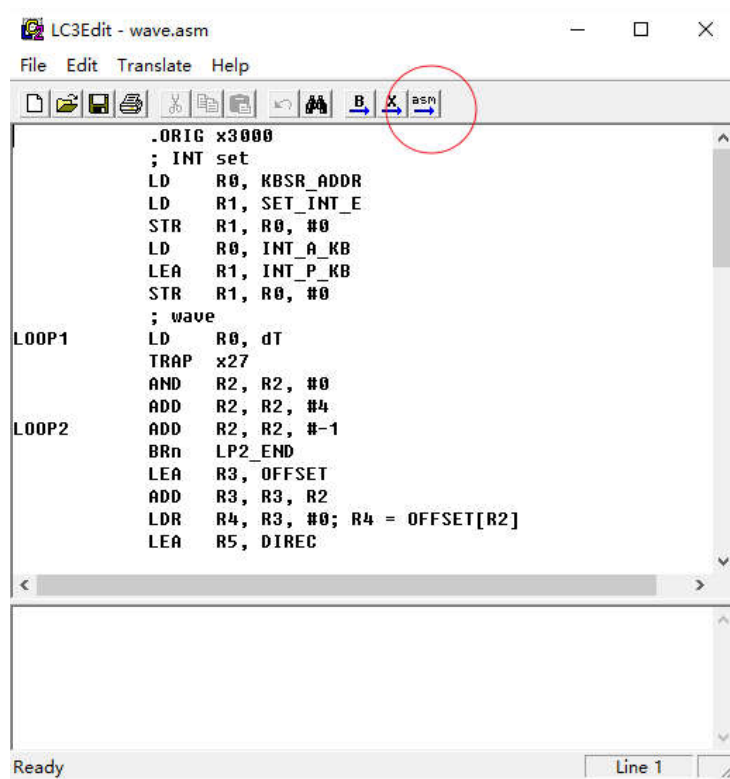 LC3Edit - wave.asm
File Edit Translate Help
B X asm
.ORIG x3000
; INT set
LD R0, KBSR_ADDR
LD R1, SET_INT_E
STR R1, R0, #0
LD R0, INT_A_KB
LEA R1, INT_P_KB
STR R1, R0, #0
; wave
LOOP1 LD R0, dT
TRAP x27
AND R2, R2, #0
ADD R2, R2, #4
LOOP2 ADD R2, R2, #-1
BRn LP2_END
LEA R3, OFFSET
ADD R3, R3, R2
LDR R4, R3, #0; R4 = OFFSET[R2]
LEA R5, DIREC
Ready Line 1